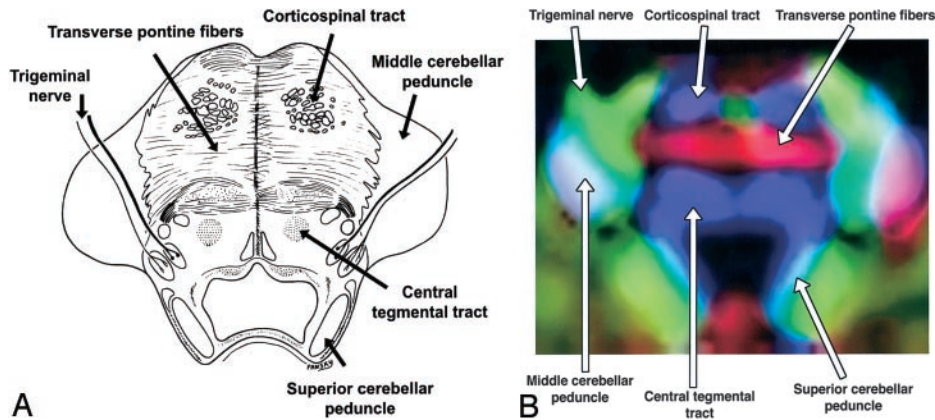 Corticospinal tract
Transverse pontine fibers
Trigeminal
nerve
Middle cerebellar
peduncle
Central
tegmental tract
Superior cerebellar
peduncle
A
Trigeminal nerve
Corticospinal tract
Transverse pontine fibers
Middle cerebellar
peduncle
Central tegmental
tract
Superior cerebellar
peduncle
B